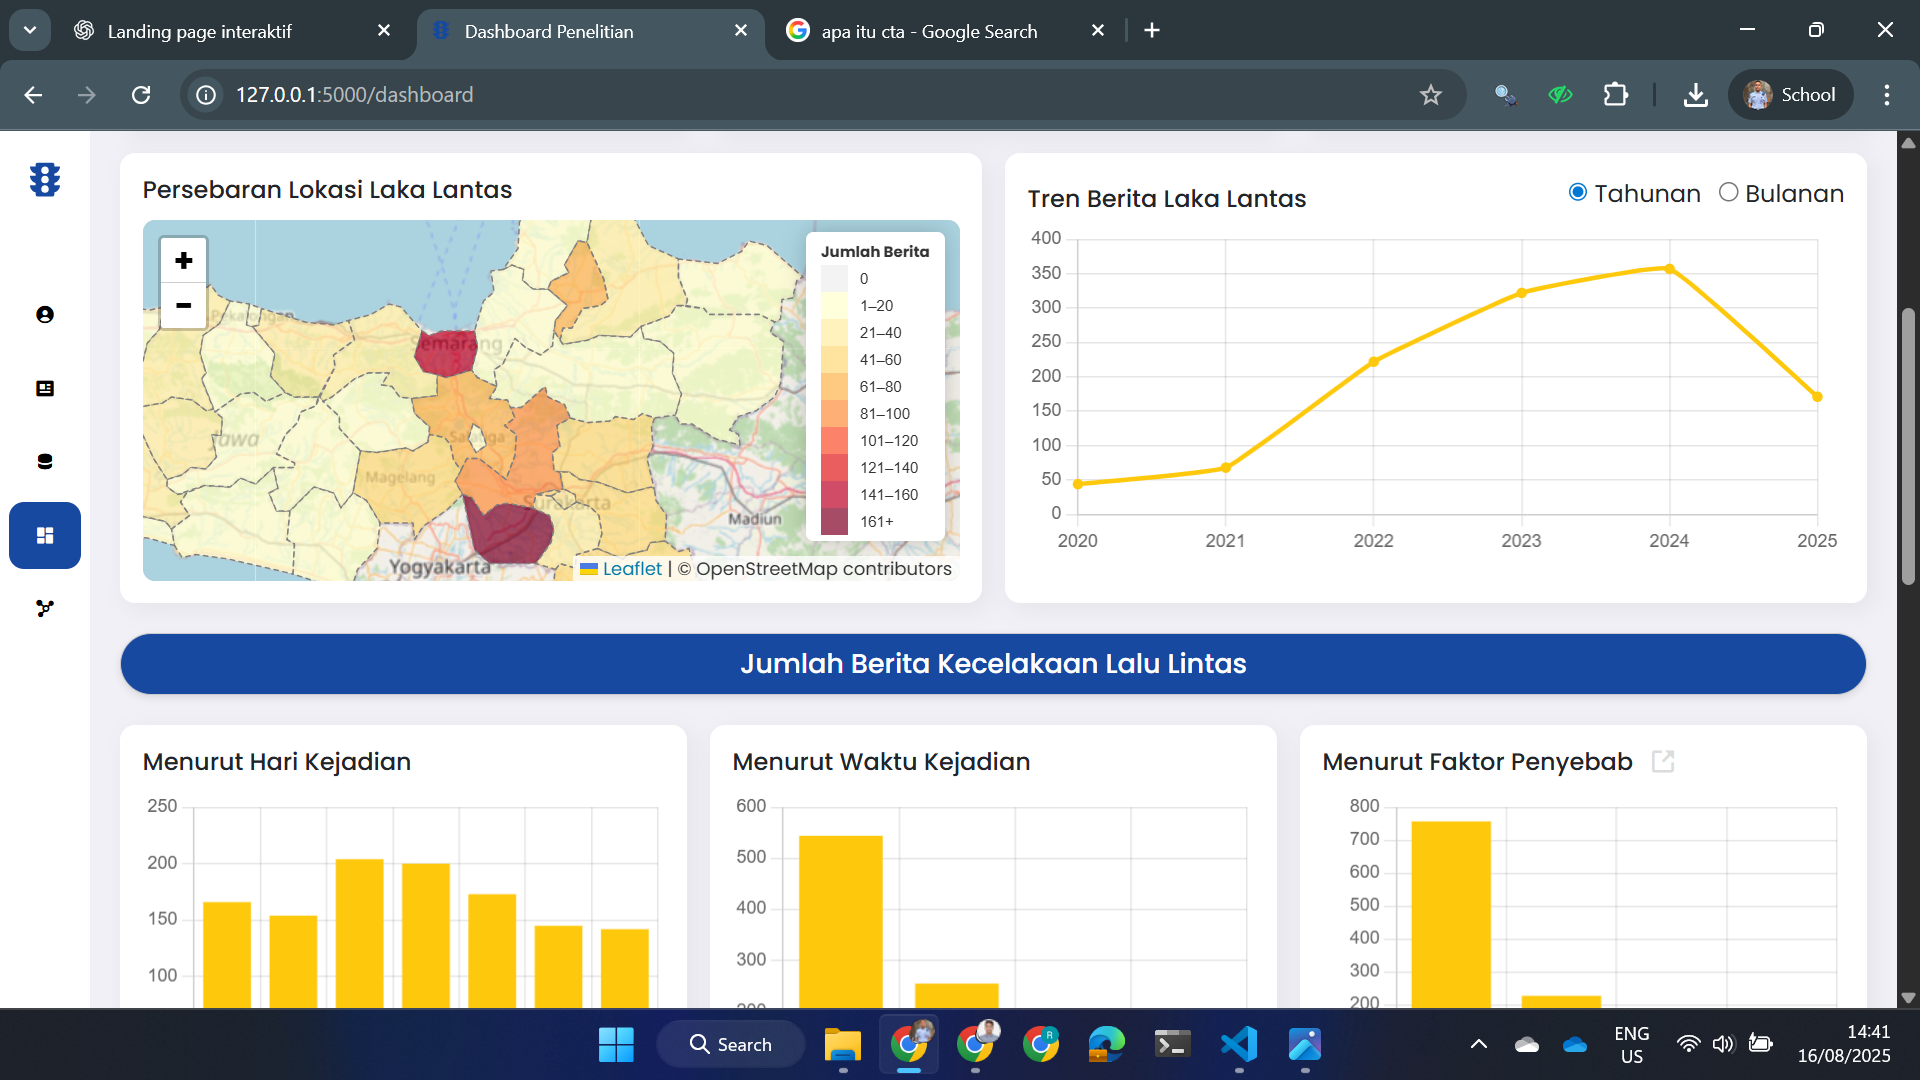 Landing page interaktif
Dashboard Penelitian
apa itu cta - Google Search
127.0.0.1:5000/dashboard
School
Persebaran Lokasi Laka Lantas
+
−
Pekalongan
Semarang
Jawa
Salatiga
Magelang
Surakarta
Madiun
Yogyakarta
Jumlah Berita
0
1–20
21–40
41–60
61–80
81–100
101–120
121–140
141–160
161+
Leaflet | © OpenStreetMap contributors
Tren Berita Laka Lantas
Tahunan Bulanan
400
350
300
250
200
150
100
50
0
2020 2021 2022 2023 2024 2025
Jumlah Berita Kecelakaan Lalu Lintas
Menurut Hari Kejadian
250
200
150
100
Menurut Waktu Kejadian
600
500
400
300
200
Menurut Faktor Penyebab
800
700
600
500
400
300
200
Search
R
ENG
US
14:41
16/08/2025